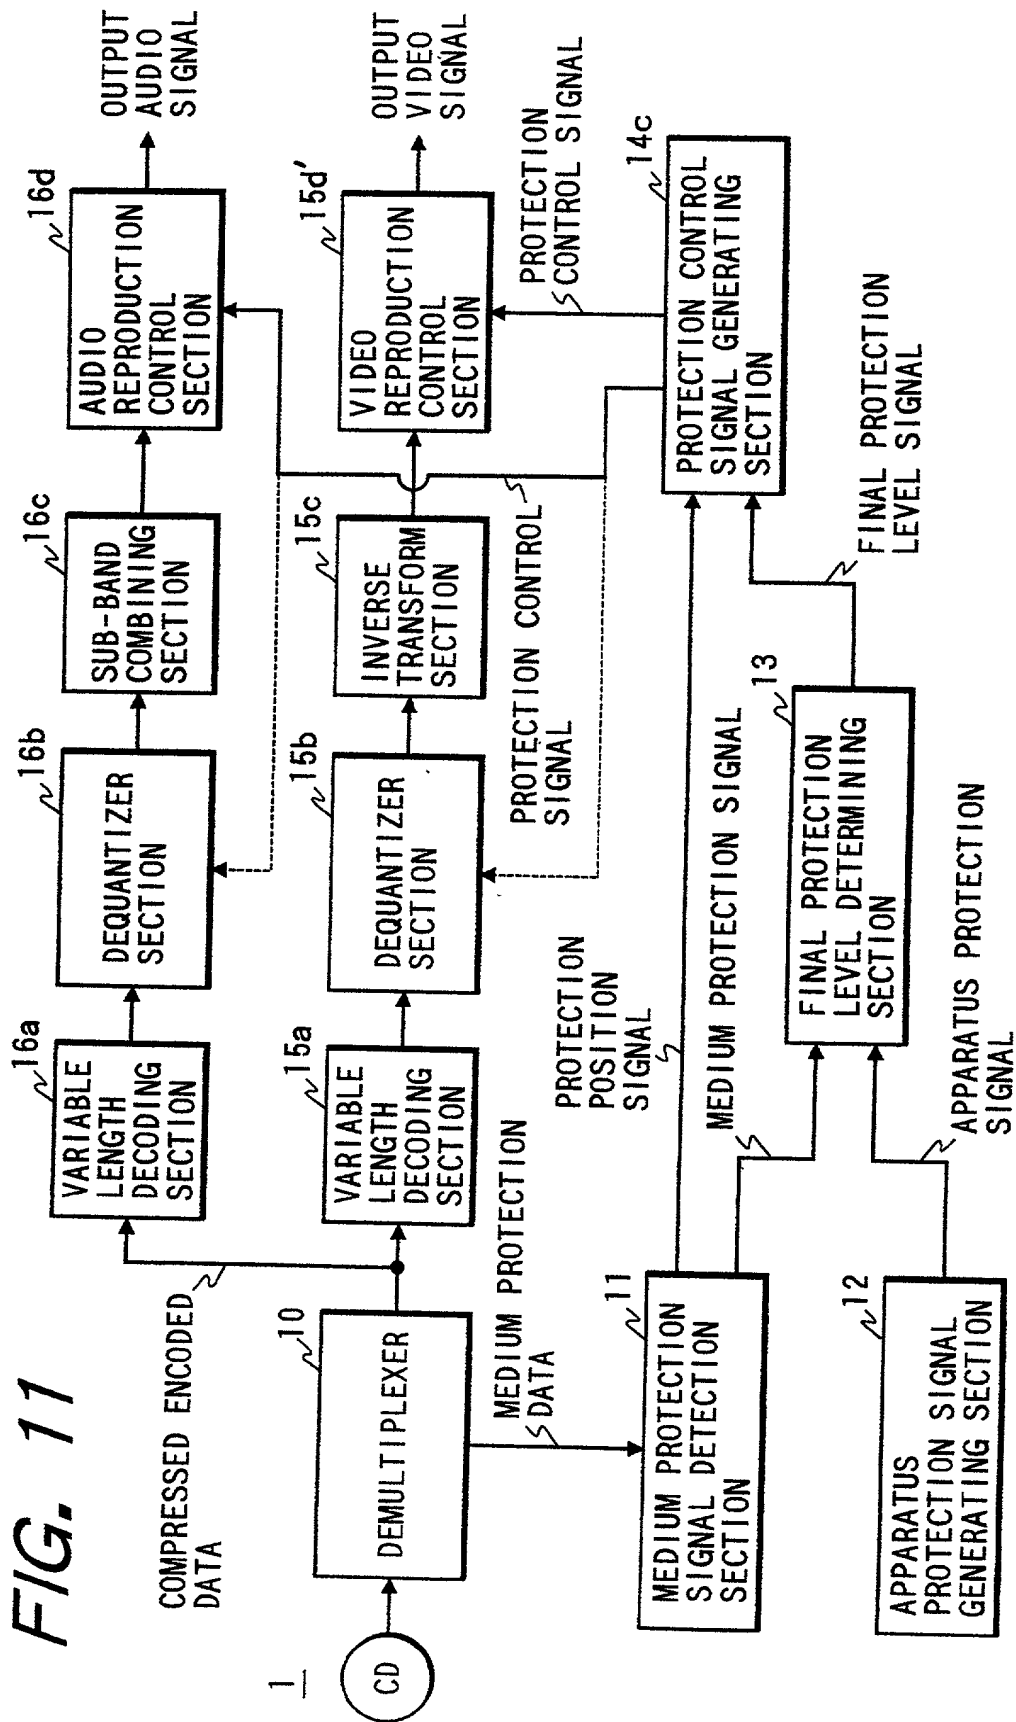 FIG. 11
1
CD
10
DEMULTIPLEXER
COMPRESSED ENCODED
DATA
16a
VARIABLE
LENGTH
DECODING
SECTION
16b
DEQUANTIZER
SECTION
16c
SUB-BAND
COMBINING
SECTION
16d
AUDIO
REPRODUCTION
CONTROL
SECTION
OUTPUT
AUDIO
SIGNAL
15a
VARIABLE
LENGTH
DECODING
SECTION
15b
DEQUANTIZER
SECTION
15c
INVERSE
TRANSFORM
SECTION
15d'
VIDEO
REPRODUCTION
CONTROL
SECTION
OUTPUT
VIDEO
SIGNAL
MEDIUM PROTECTION
DATA
PROTECTION CONTROL
SIGNAL
PROTECTION
CONTROL SIGNAL
PROTECTION
POSITION
SIGNAL
11
MEDIUM PROTECTION
SIGNAL DETECTION
SECTION
MEDIUM PROTECTION SIGNAL
14c
PROTECTION CONTROL
SIGNAL GENERATING
SECTION
13
FINAL PROTECTION
LEVEL DETERMINING
SECTION
FINAL PROTECTION
LEVEL SIGNAL
12
APPARATUS
PROTECTION SIGNAL
GENERATING SECTION
APPARATUS PROTECTION
SIGNAL